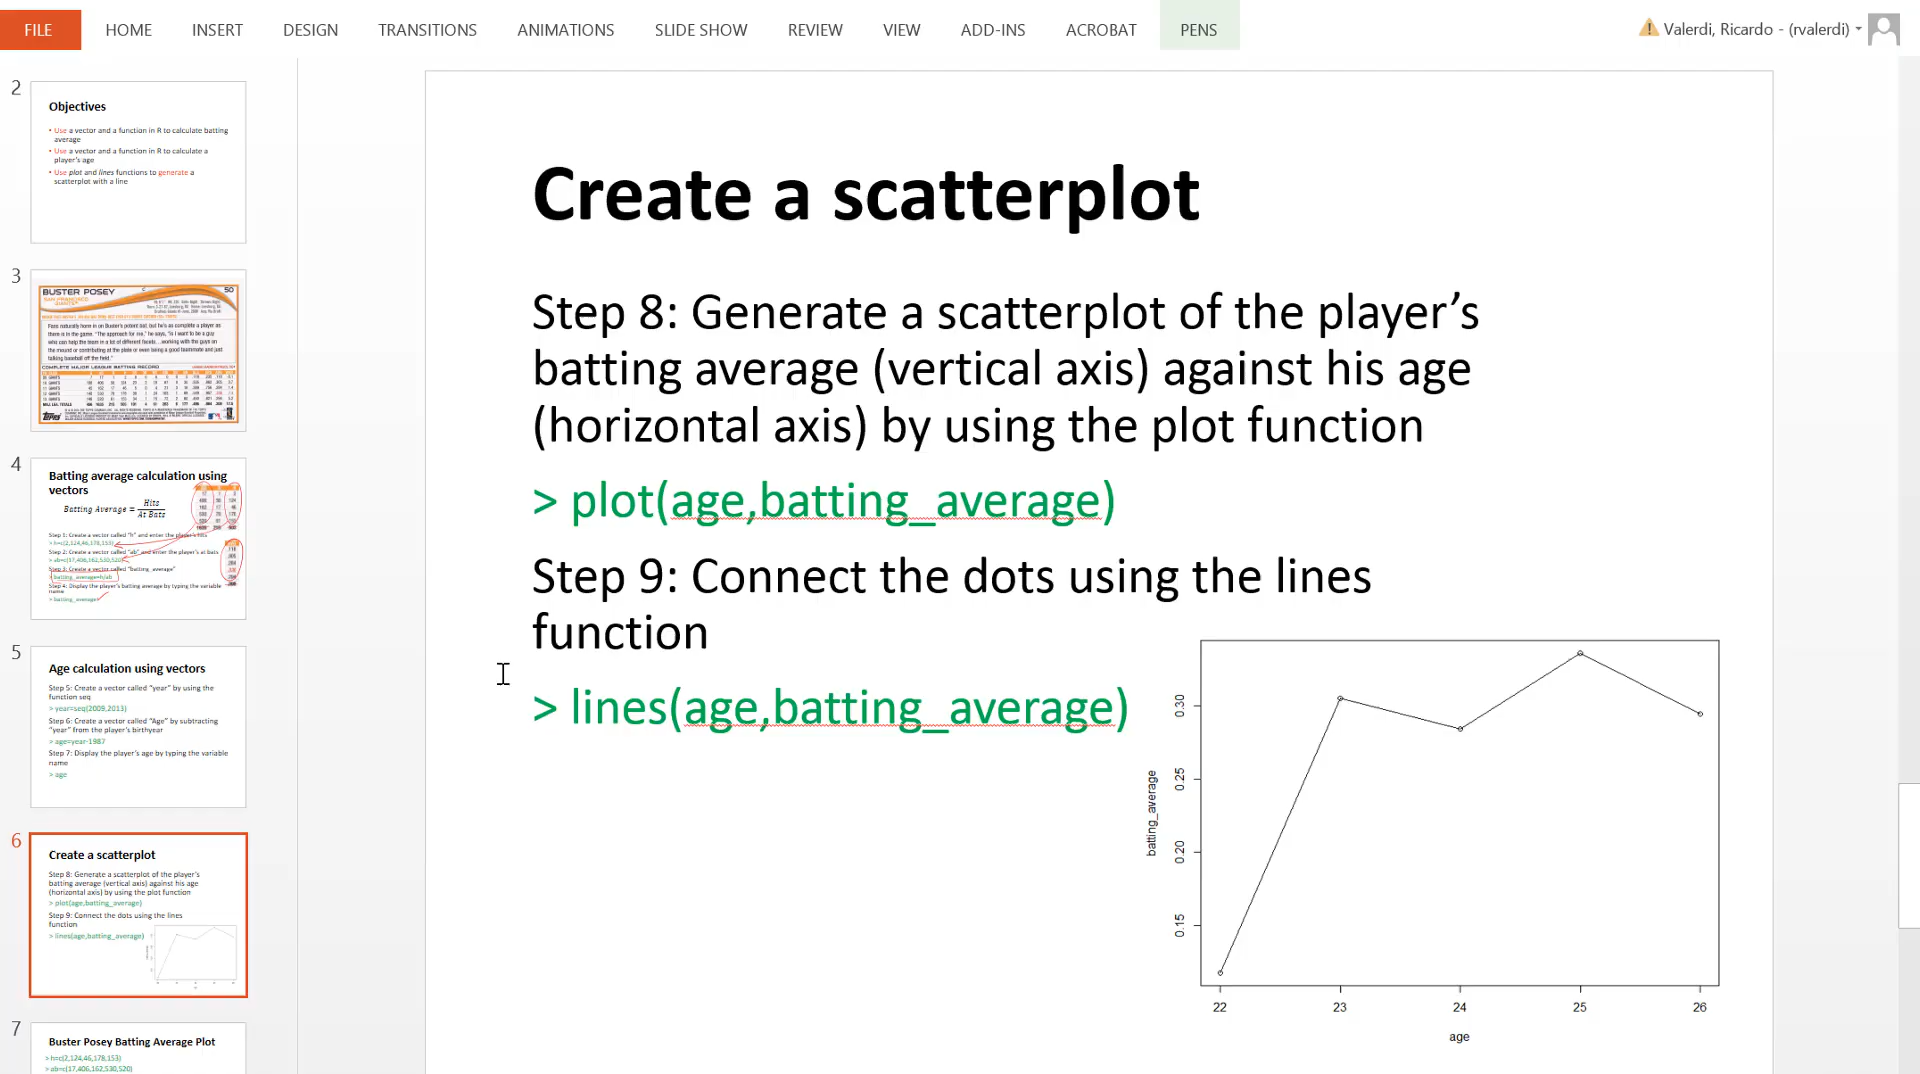 FILE HOME INSERT DESIGN TRANSITIONS ANIMATIONS SLIDE SHOW REVIEW VIEW ADD-INS ACROBAT PENS Valerdi, Ricardo - (rvalerdi)
2
Objectives
• Use a vector and a function in R to calculate batting
average
• Use a vector and a function in R to calculate a
player's age
• Use plot and lines functions to generate a
scatterplot with a line
3
BUSTER POSEY
50
COMPLETE MAJOR LEAGUE BATTING RECORD
4
Batting average calculation using
vectors
Batting Average = Hits
At Bats
Step 1: Create a vector called "h" and enter the player's hits
> h=c(2,124,46,178,153)
Step 2: Create a vector called "ab" and enter the player's at bats
> ab=c(17,406,162,530,520)
Step 3: Create a vector called "batting_average"
> batting_average=h/ab
Step 4: Display the player's batting average by typing the variable
name
> batting_average
5
Age calculation using vectors
Step 5: Create a vector called "year" by using the
function seq
> year=seq(2009,2013)
Step 6: Create a vector called "Age" by subtracting
"year" from the player's birthyear
> age=year-1987
Step 7: Display the player's age by typing the variable
name
> age
6
Create a scatterplot
Step 8: Generate a scatterplot of the player's
batting average (vertical axis) against his age
(horizontal axis) by using the plot function
> plot(age,batting_average)
Step 9: Connect the dots using the lines
function
> lines(age,batting_average)
7
Buster Posey Batting Average Plot
> h=c(2,124,46,178,153)
> ab=c(17,406,162,530,520)
Create a scatterplot
Step 8: Generate a scatterplot of the player's
batting average (vertical axis) against his age
(horizontal axis) by using the plot function
> plot(age,batting_average)
Step 9: Connect the dots using the lines
function
> lines(age,batting_average)
batting_average
0.30
0.25
0.20
0.15
22 23 24 25 26
age